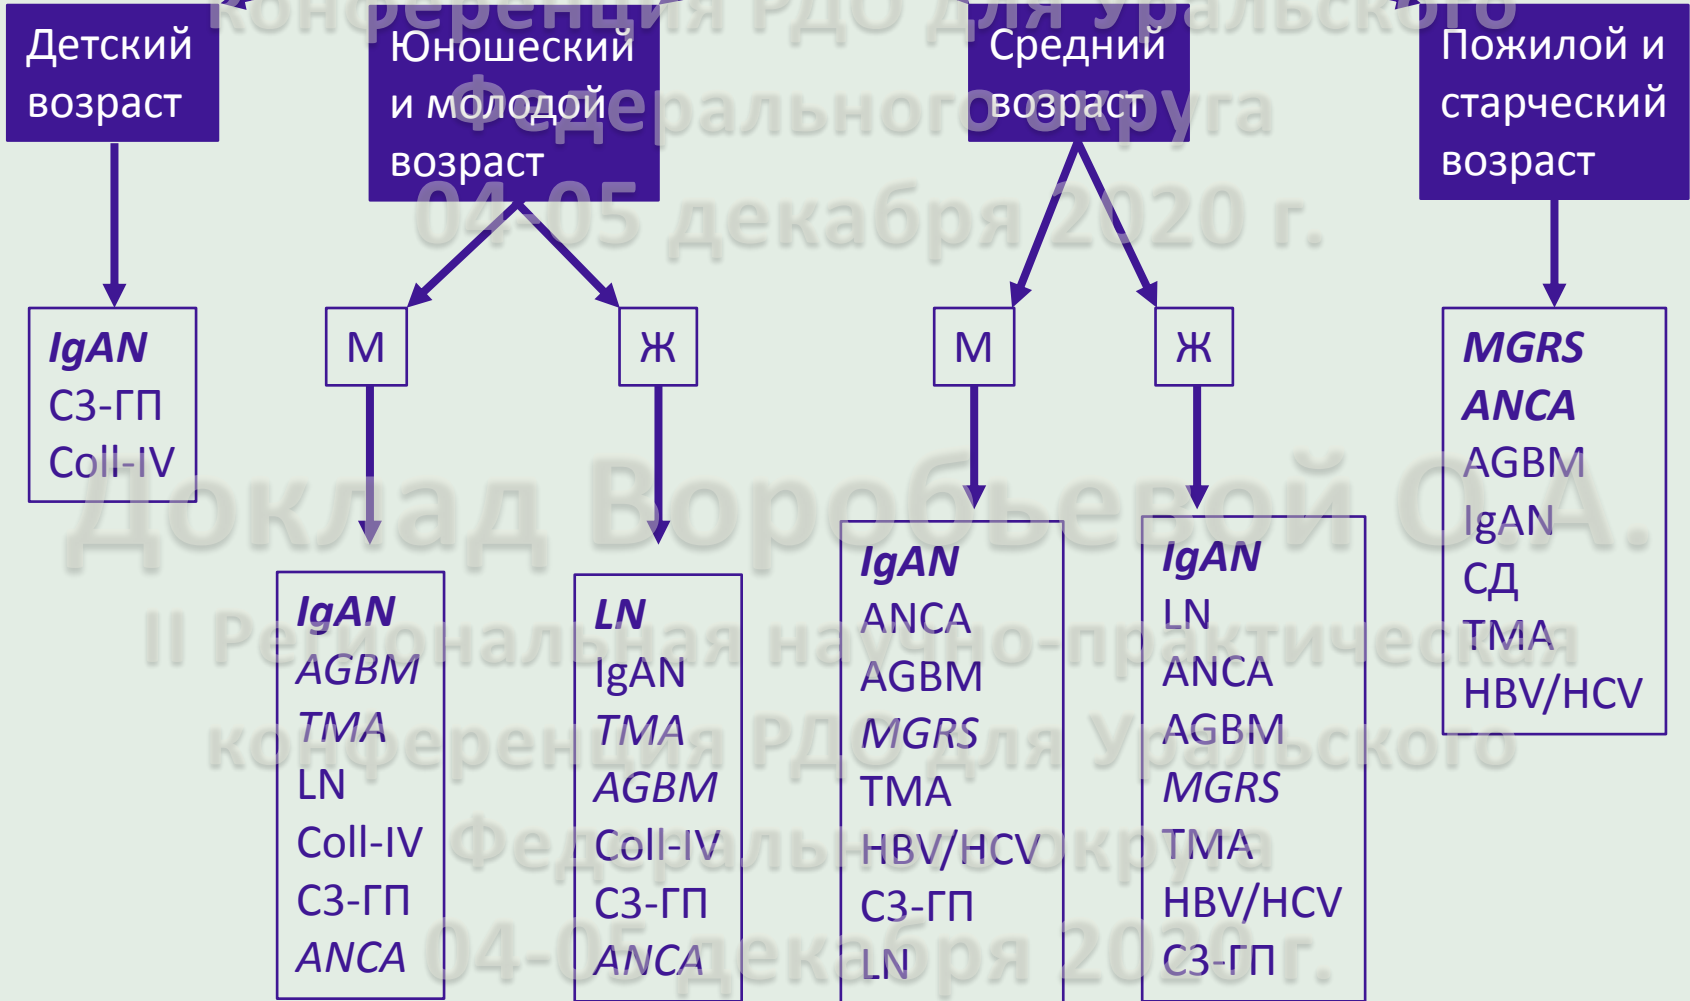 конференция РДО для Уральского
Детский
возраст
Юношеский
и молодой
возраст
Средний
возраст
Пожилой и
старческий
возраст
Федерального округа
04-05 декабря 2020 г.
М
Ж
М
Ж
IgAN
С3-ГП
Coll-IV
IgAN
AGBM
TMA
LN
Coll-IV
С3-ГП
ANCA
LN
IgAN
TMA
AGBM
Coll-IV
С3-ГП
ANCA
IgAN
ANCA
AGBM
MGRS
TMA
HBV/HCV
С3-ГП
LN
IgAN
LN
ANCA
AGBM
MGRS
TMA
HBV/HCV
С3-ГП
MGRS
ANCA
AGBM
IgAN
СД
TMA
HBV/HCV
Доклад Воробьевой О.А.
II Региональная научно-практическая
конференция РДО для Уральского
Федерального округа
04-05 декабря 2020 г.